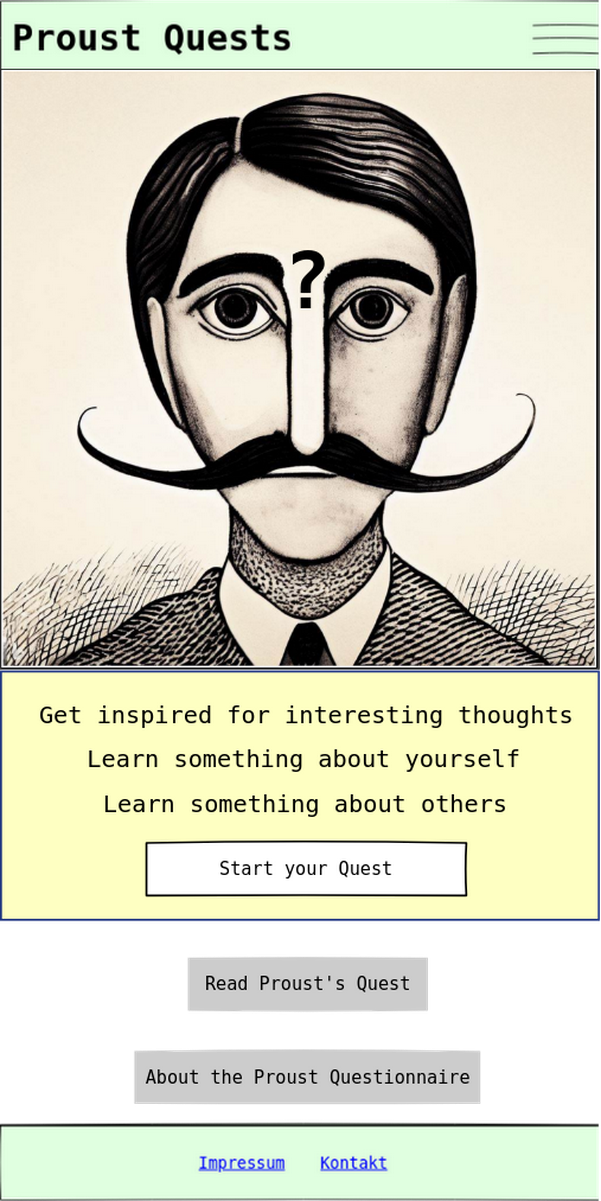 Proust Quests
?
Get inspired for interesting thoughts
Learn something about yourself
Learn something about others
Start your Quest
Read Proust's Quest
About the Proust Questionnaire
Impressum Kontakt